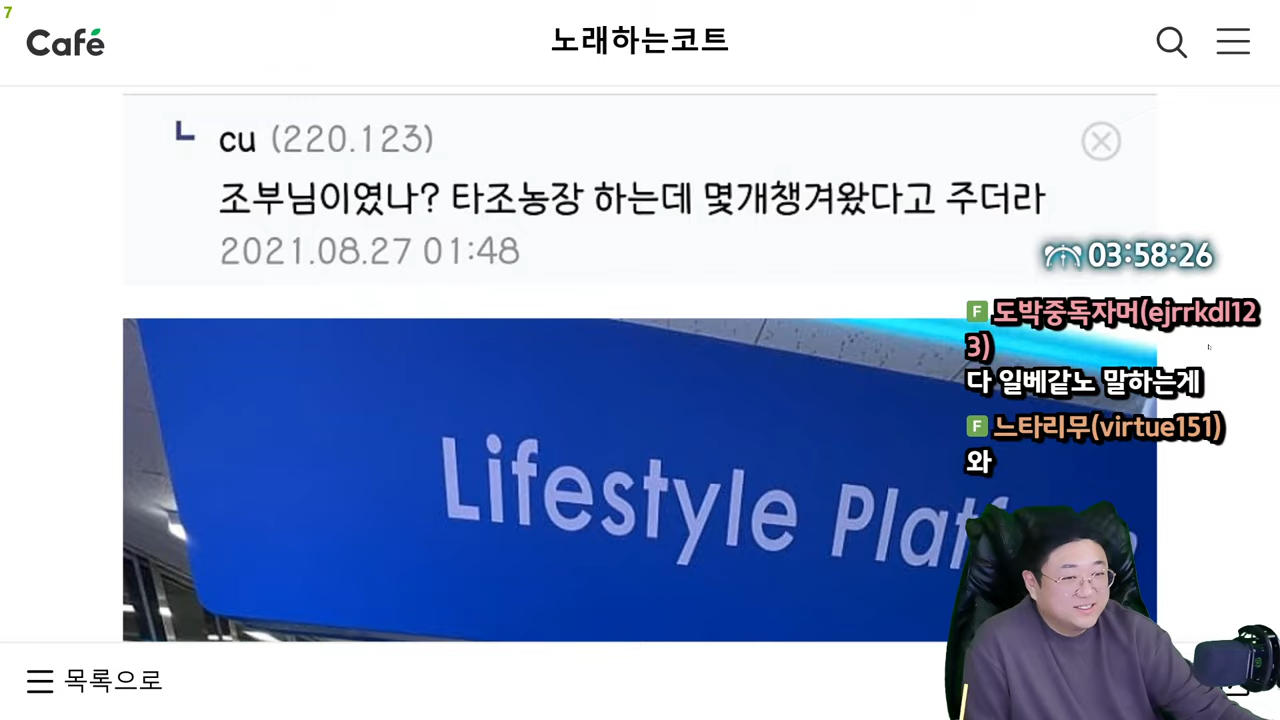 7
Café
노래하는코트
ㄴ cu (220.123)
조부님이였나? 타조농장 하는데 몇개챙겨왔다고 주더라
2021.08.27 01:48
03:58:26
F 도박중독자머(ejrrkdl12
3)
다 일베같노 말하는게
F 느타리무(virtue151)
와
Lifestyle Platf
목록으로